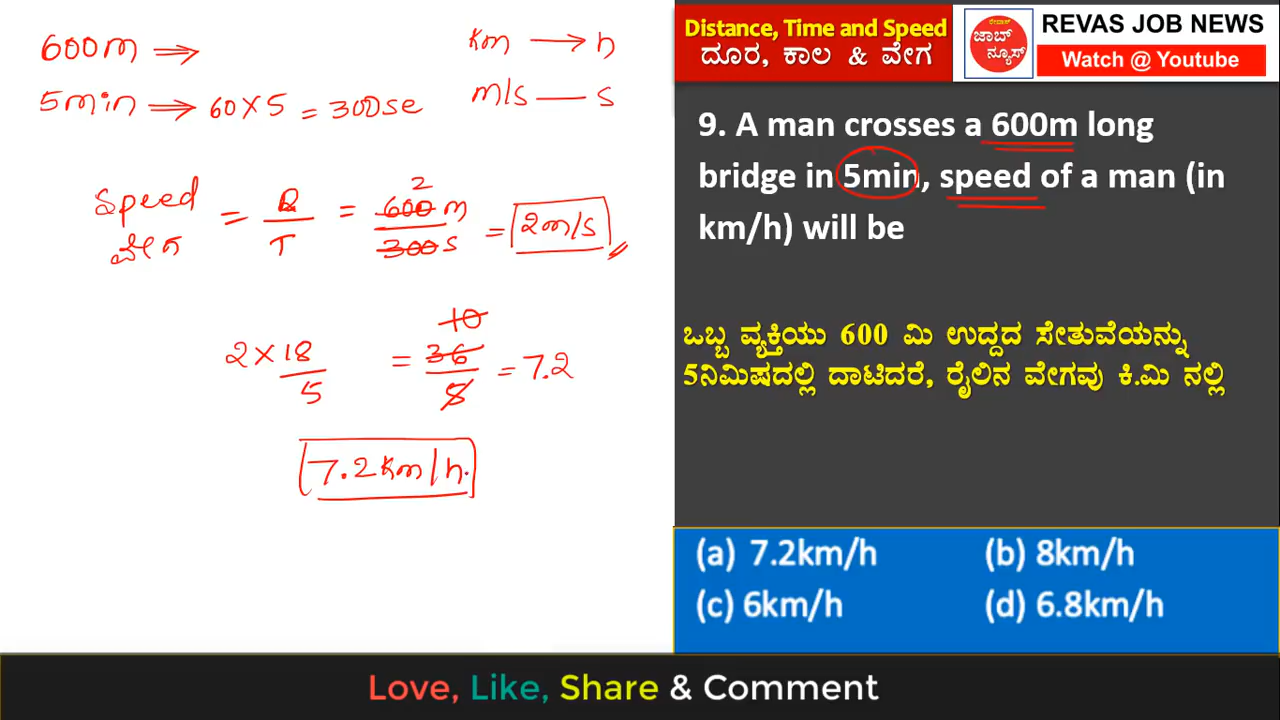 600m ⟹
5min ⟹ 60×5 = 300se
km → h
m/s — s
Speed
ವೇಗ
= D/T = 600m/300s = 2m/s
2
2 × 18/5 = 36/5 = 7.2
10
7.2km/h.
Distance, Time and Speed
ದೂರ, ಕಾಲ & ವೇಗ
ರೇವಾಸ್
ಜಾಬ್
ನ್ಯೂಸ್
REVAS JOB NEWS
Watch @ Youtube
9. A man crosses a 600m long
bridge in 5min, speed of a man (in
km/h) will be
ಒಬ್ಬ ವ್ಯಕ್ತಿಯು 600 ಮಿ ಉದ್ದದ ಸೇತುವೆಯನ್ನು
5ನಿಮಿಷದಲ್ಲಿ ದಾಟಿದರೆ, ರೈಲಿನ ವೇಗವು ಕಿ.ಮಿ ನಲ್ಲಿ
(a) 7.2km/h (b) 8km/h
(c) 6km/h (d) 6.8km/h
Love, Like, Share & Comment